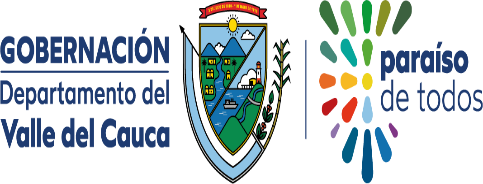 GOBERNACIÓN
Departamento del
Valle del Cauca
paraíso
de todos